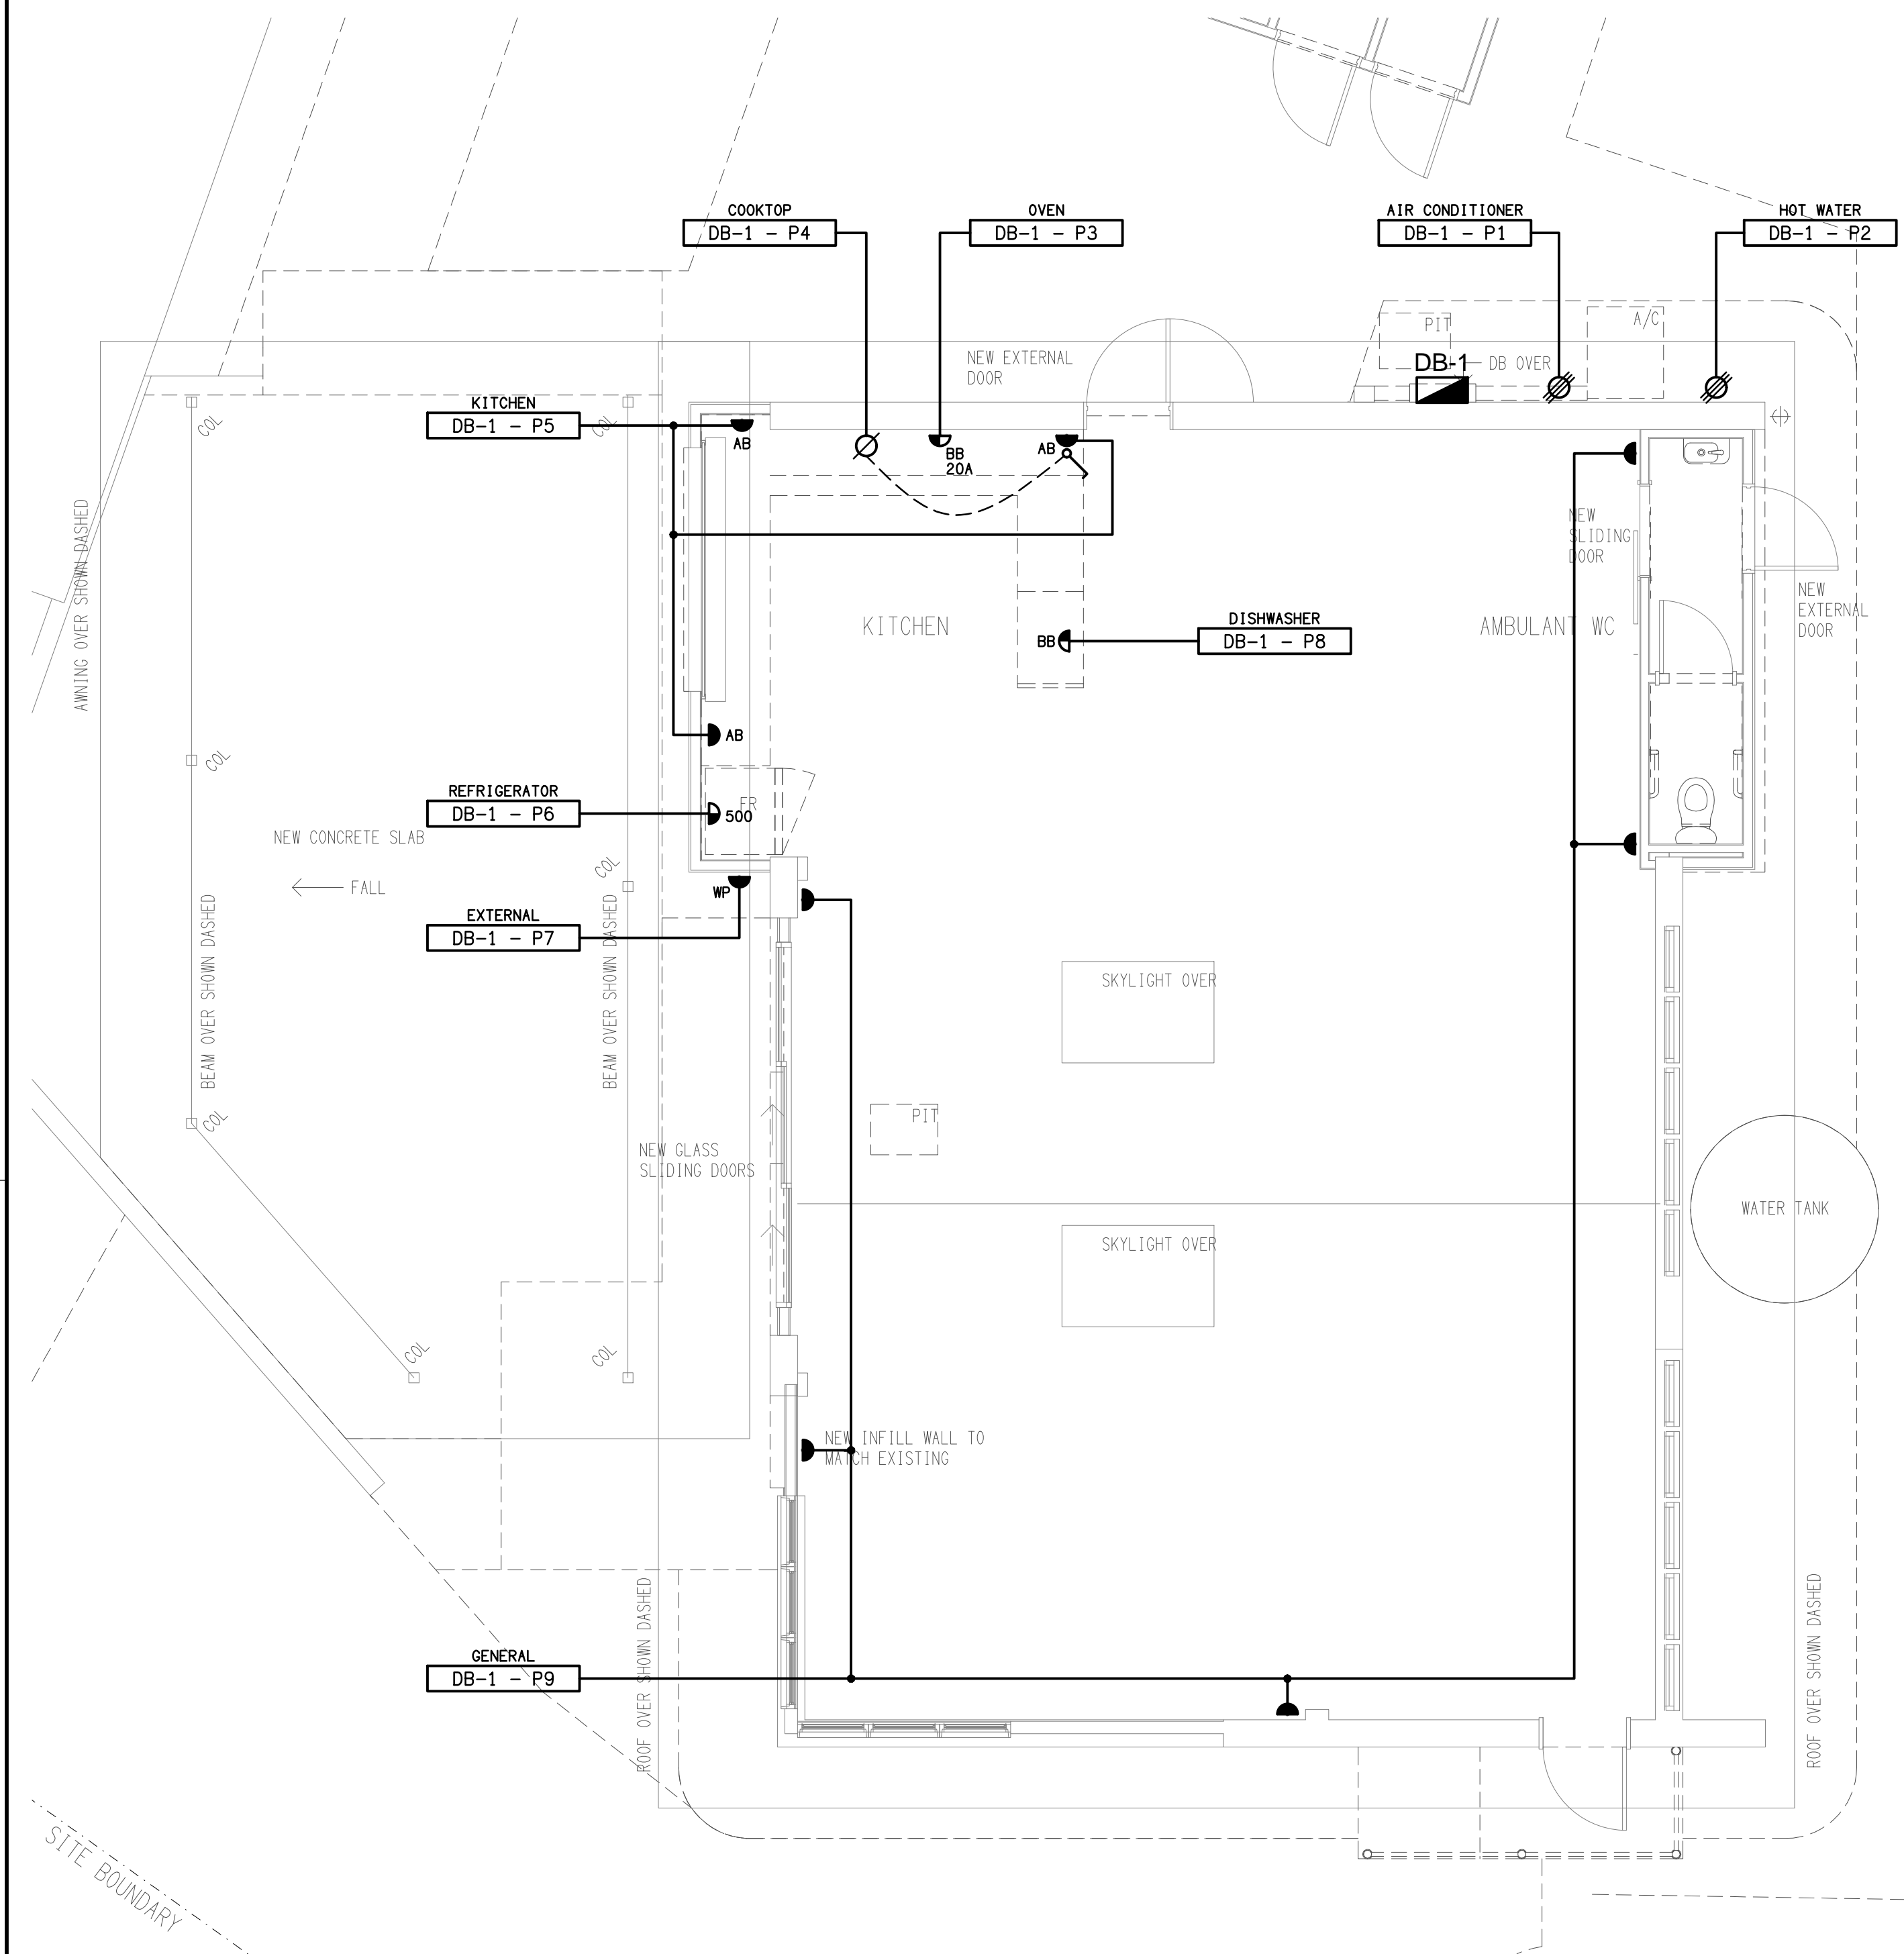 COOKTOP
DB-1 - P4
OVEN
DB-1 - P3
AIR CONDITIONER
DB-1 - P1
HOT WATER
DB-1 - P2
PIT
A/C
NEW EXTERNAL
DOOR
DB-1
DB OVER
KITCHEN
DB-1 - P5
COL
COL
AB
BB
20A
AB
AWNING OVER SHOWN DASHED
NEW
SLIDING
DOOR
NEW
EXTERNAL
DOOR
KITCHEN
DISHWASHER
DB-1 - P8
BB
AMBULANT WC
COL
AB
REFRIGERATOR
DB-1 - P6
FR
500
NEW CONCRETE SLAB
COL
FALL
WP
EXTERNAL
DB-1 - P7
BEAM OVER SHOWN DASHED
BEAM OVER SHOWN DASHED
SKYLIGHT OVER
COL
PIT
NEW GLASS
SLIDING DOORS
WATER TANK
SKYLIGHT OVER
COL
COL
NEW INFILL WALL TO
MATCH EXISTING
ROOF OVER SHOWN DASHED
ROOF OVER SHOWN DASHED
GENERAL
DB-1 - P9
SITE BOUNDARY